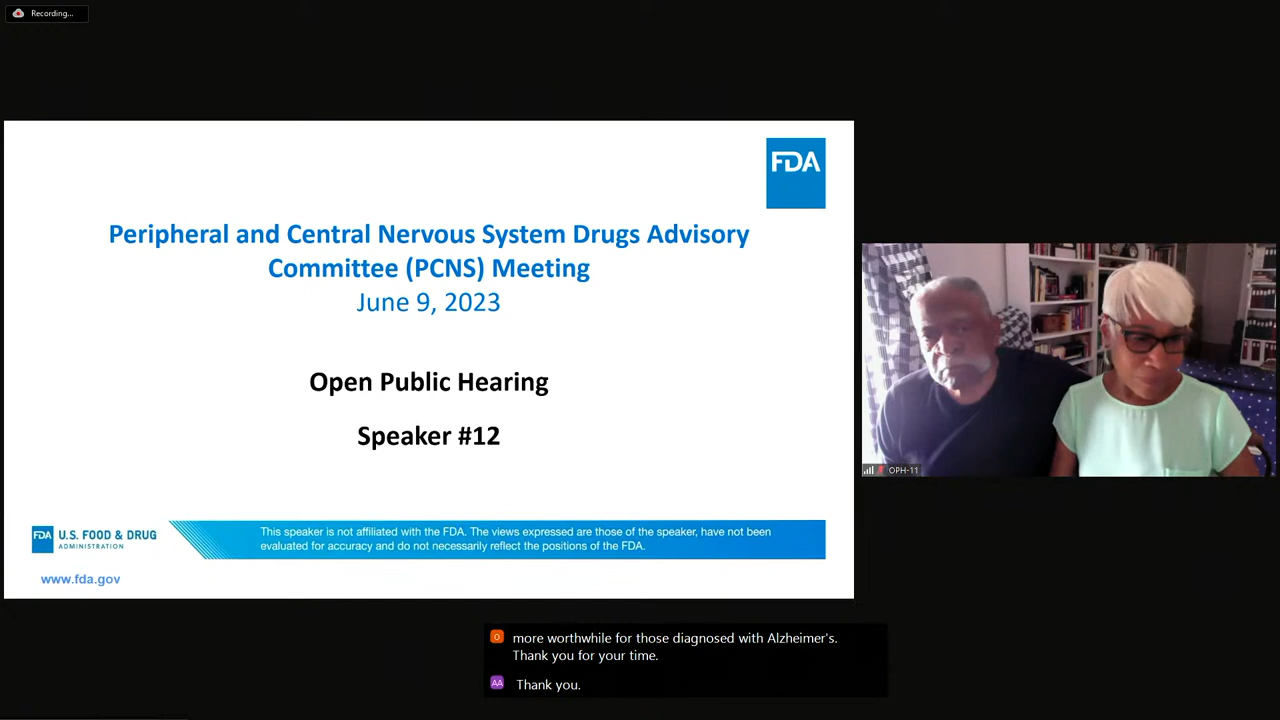 Recording...
FDA
Peripheral and Central Nervous System Drugs Advisory
Committee (PCNS) Meeting
June 9, 2023
Open Public Hearing
Speaker #12
FDA
U.S. FOOD & DRUG
ADMINISTRATION
This speaker is not affiliated with the FDA. The views expressed are those of the speaker, have not been
evaluated for accuracy and do not necessarily reflect the positions of the FDA.
www.fda.gov
OPH-11
O
more worthwhile for those diagnosed with Alzheimer's.
Thank you for your time.
AA
Thank you.